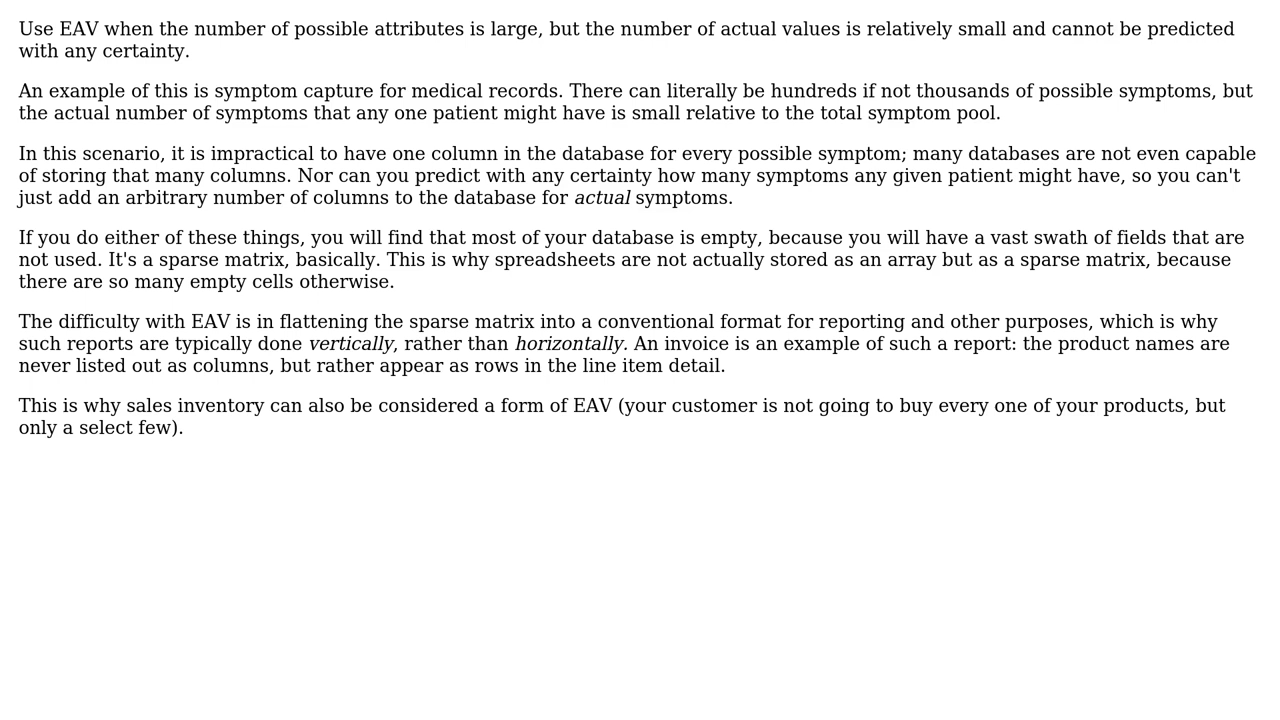 Use EAV when the number of possible attributes is large, but the number of actual values is relatively small and cannot be predicted
with any certainty.
An example of this is symptom capture for medical records. There can literally be hundreds if not thousands of possible symptoms, but
the actual number of symptoms that any one patient might have is small relative to the total symptom pool.
In this scenario, it is impractical to have one column in the database for every possible symptom; many databases are not even capable
of storing that many columns. Nor can you predict with any certainty how many symptoms any given patient might have, so you can't
just add an arbitrary number of columns to the database for actual symptoms.
If you do either of these things, you will find that most of your database is empty, because you will have a vast swath of fields that are
not used. It's a sparse matrix, basically. This is why spreadsheets are not actually stored as an array but as a sparse matrix, because
there are so many empty cells otherwise.
The difficulty with EAV is in flattening the sparse matrix into a conventional format for reporting and other purposes, which is why
such reports are typically done vertically, rather than horizontally. An invoice is an example of such a report: the product names are
never listed out as columns, but rather appear as rows in the line item detail.
This is why sales inventory can also be considered a form of EAV (your customer is not going to buy every one of your products, but
only a select few).